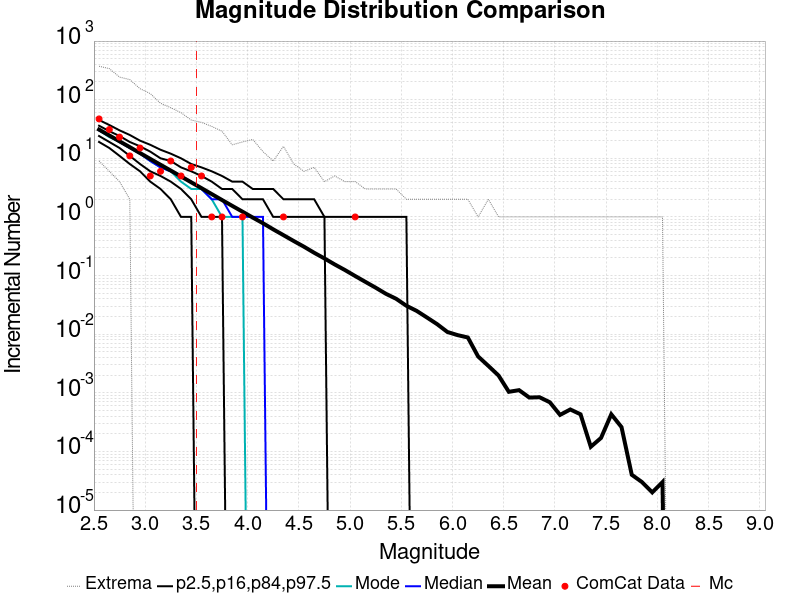 Magnitude Distribution Comparison
10^3
10^2
10^1
10^0
10^-1
10^-2
10^-3
10^-4
10^-5
Incremental Number
2.5 3.0 3.5 4.0 4.5 5.0 5.5 6.0 6.5 7.0 7.5 8.0 8.5 9.0
Magnitude
Extrema p2.5,p16,p84,p97.5 Mode Median Mean ComCat Data Mc